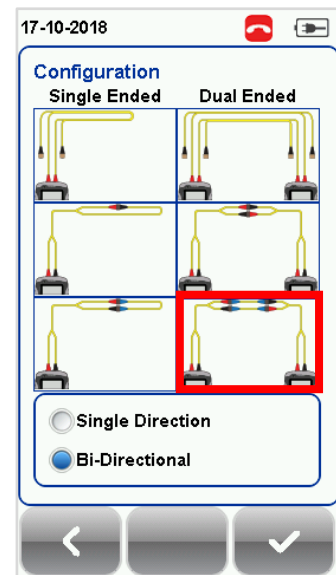 17-10-2018
Configuration
Single Ended Dual Ended
Single Direction
Bi-Directional